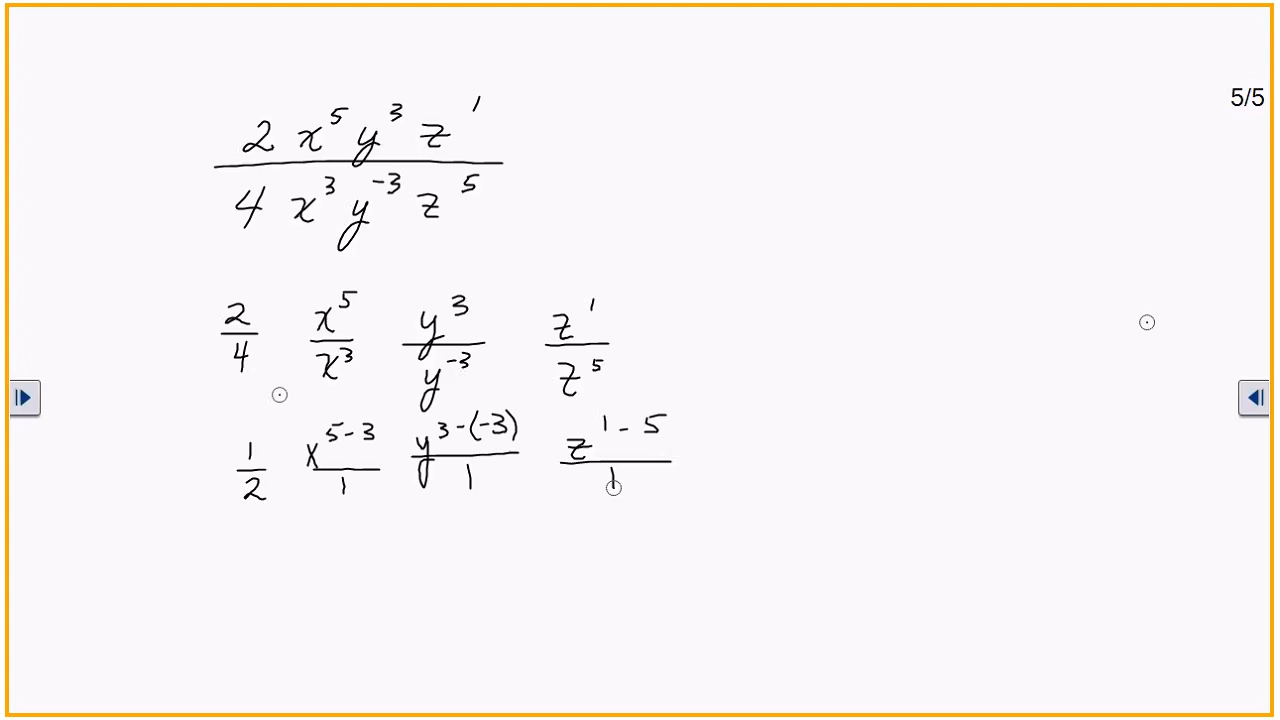 5/5
2 x^5 y^3 z^1
4 x^3 y^-3 z^5
2 x^5 y^3 z^1
4 x^3 y^-3 z^5
1 x^5-3 y^3-(-3) z^1-5
2 1 1 1